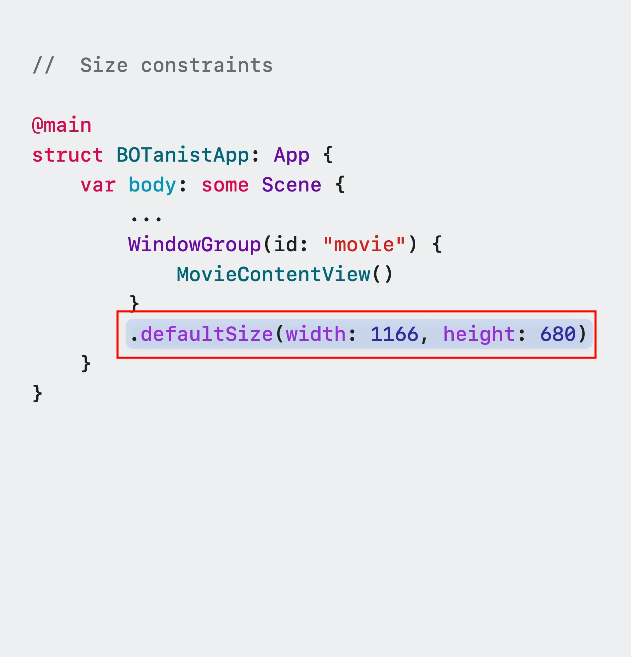 //  Size constraints
@main
struct BOTanistApp: App {
    var body: some Scene {
        ...
        WindowGroup(id: "movie") {
            MovieContentView()
        }
        .defaultSize(width: 1166, height: 680)
    }
}